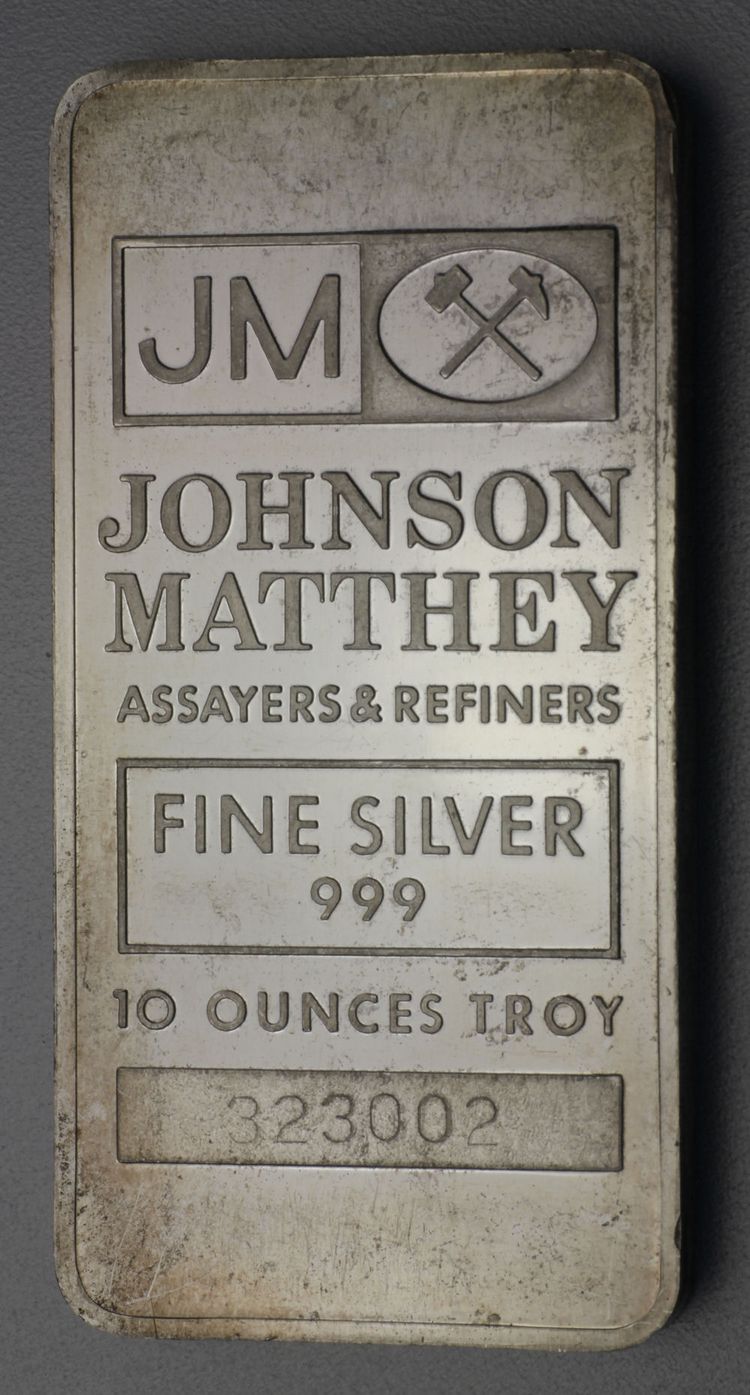 JM
JOHNSON
MATTHEY
ASSAYERS & REFINERS
FINE SILVER
999
10 OUNCES TROY
323002